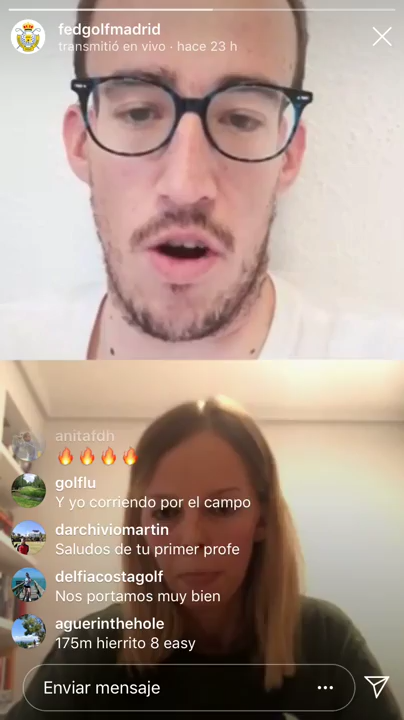 fedgolfmadrid
transmitió en vivo · hace 23 h
anitafdh
🔥🔥🔥🔥
golflu
Y yo corriendo por el campo
darchiviomartin
Saludos de tu primer profe
delfiacostagolf
Nos portamos muy bien
aguerinthehole
175m hierrito 8 easy
Enviar mensaje